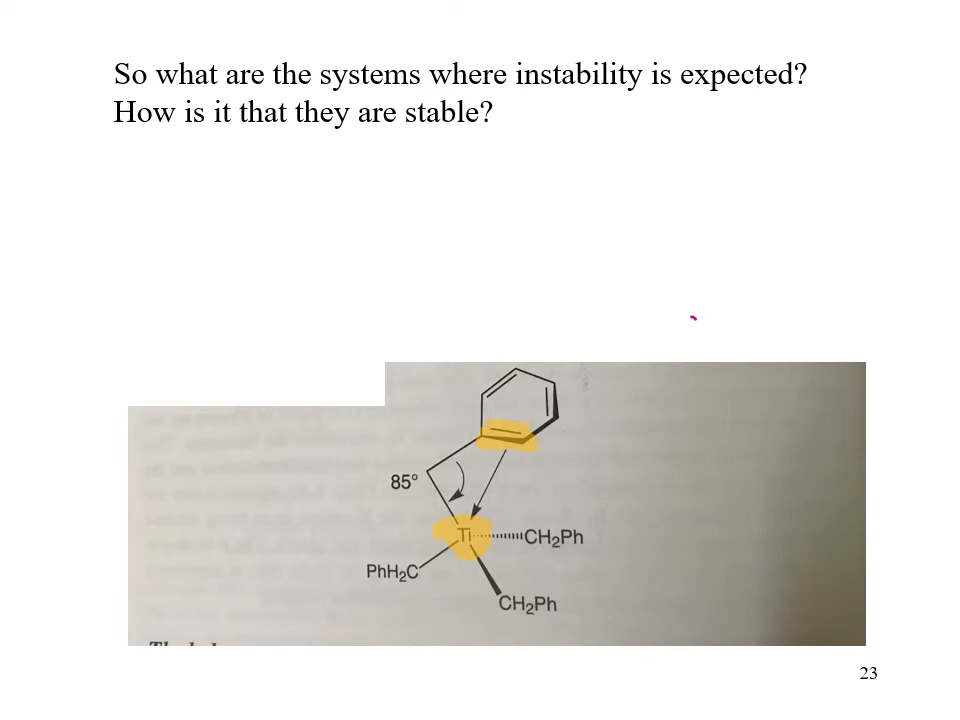 So what are the systems where instability is expected?
How is it that they are stable?
85°
Ti
CH2Ph
PhH2C
CH2Ph
23